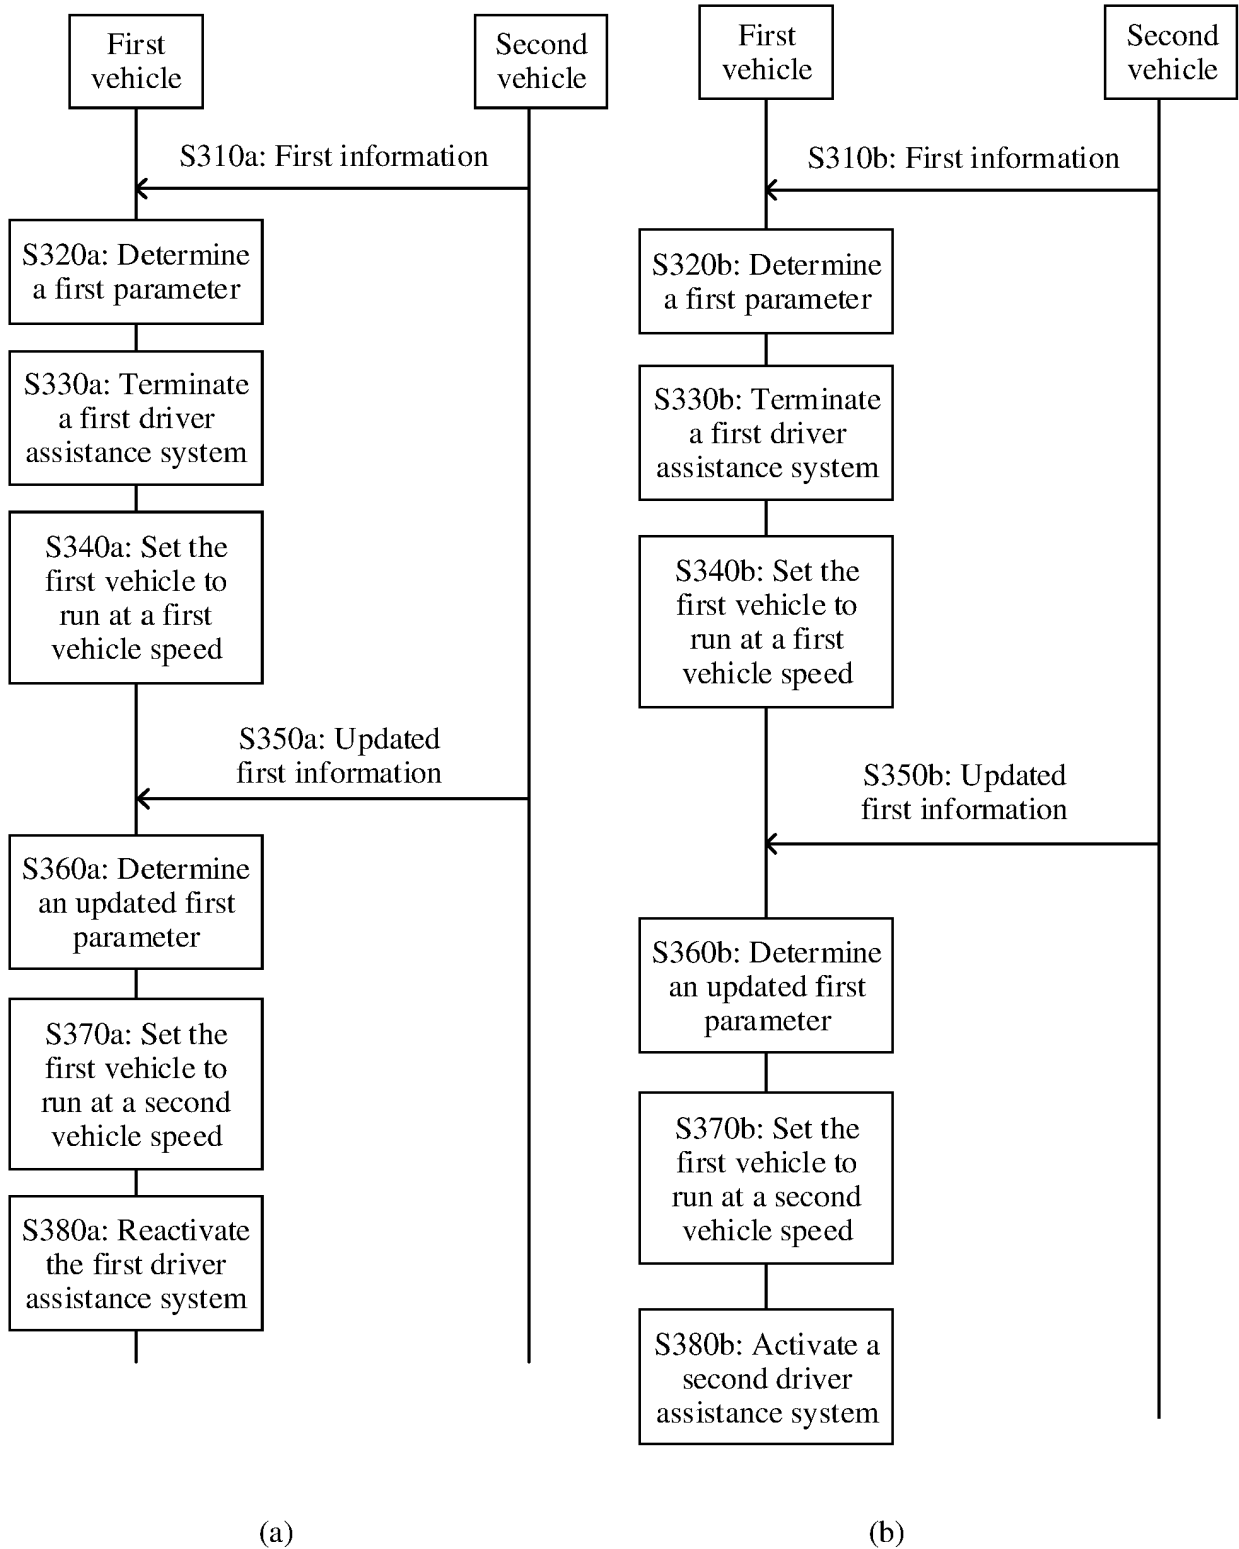 First
vehicle
Second
vehicle
S310a: First information
S320a: Determine
a first parameter
S330a: Terminate
a first driver
assistance system
S340a: Set the
first vehicle to
run at a first
vehicle speed
S350a: Updated
first information
S360a: Determine
an updated first
parameter
S370a: Set the
first vehicle to
run at a second
vehicle speed
S380a: Reactivate
the first driver
assistance system
(a)
First
vehicle
Second
vehicle
S310b: First information
S320b: Determine
a first parameter
S330b: Terminate
a first driver
assistance system
S340b: Set the
first vehicle to
run at a first
vehicle speed
S350b: Updated
first information
S360b: Determine
an updated first
parameter
S370b: Set the
first vehicle to
run at a second
vehicle speed
S380b: Activate a
second driver
assistance system
(b)